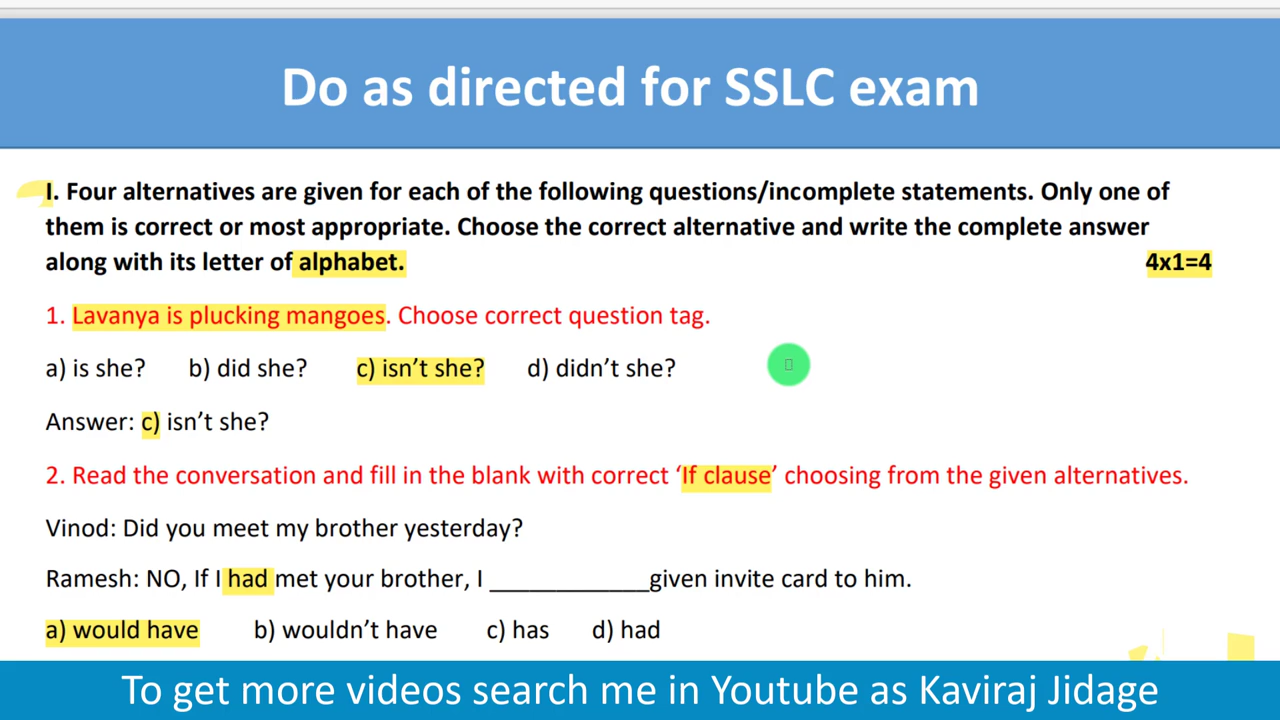 Do as directed for SSLC exam
I. Four alternatives are given for each of the following questions/incomplete statements. Only one of
them is correct or most appropriate. Choose the correct alternative and write the complete answer
along with its letter of alphabet. 4x1=4
1. Lavanya is plucking mangoes. Choose correct question tag.
a) is she? b) did she? c) isn’t she? d) didn’t she?
Answer: c) isn’t she?
2. Read the conversation and fill in the blank with correct ‘If clause’ choosing from the given alternatives.
Vinod: Did you meet my brother yesterday?
Ramesh: NO, If I had met your brother, I ____________given invite card to him.
a) would have b) wouldn’t have c) has d) had
To get more videos search me in Youtube as Kaviraj Jidage